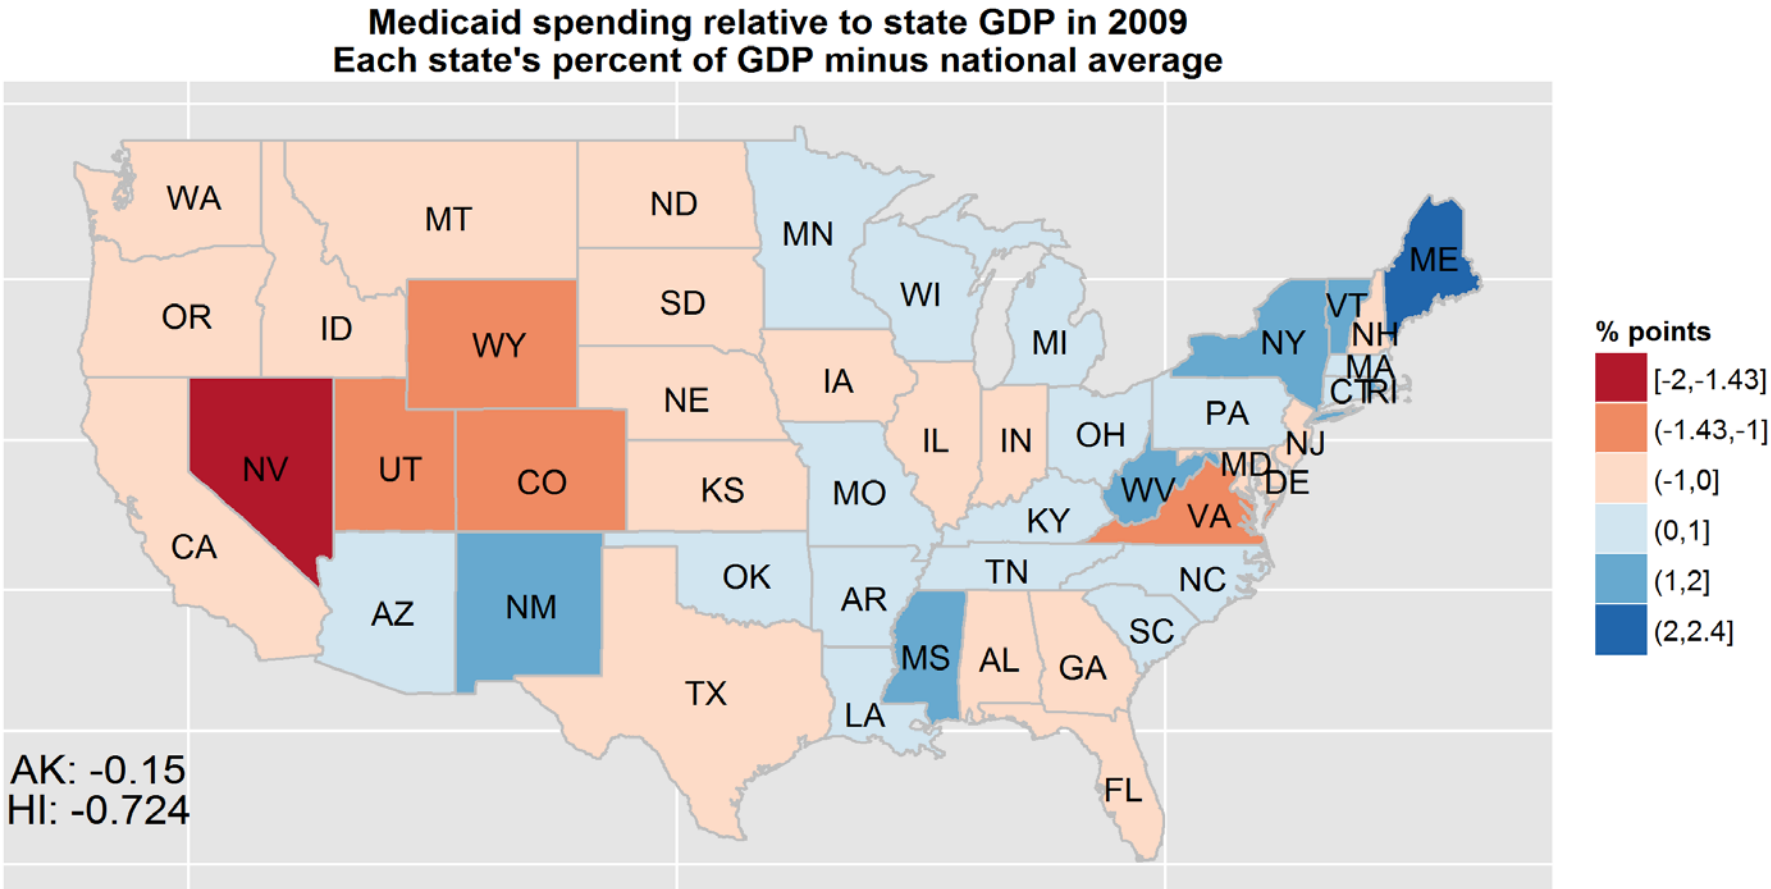 Medicaid spending relative to state GDP in 2009
Each state's percent of GDP minus national average
WA
MT
ND
MN
ME
OR
ID
WY
SD
WI
MI
NY
VT
NH
MA
CT
RI
NV
UT
CO
NE
IA
IL
IN
OH
PA
NJ
MD
DE
CA
KS
MO
KY
WV
VA
AZ
NM
OK
AR
TN
NC
SC
TX
LA
MS
AL
GA
FL
AK: -0.15
HI: -0.724
% points
[-2,-1.43]
(-1.43,-1]
(-1,0]
(0,1]
(1,2]
(2,2.4]